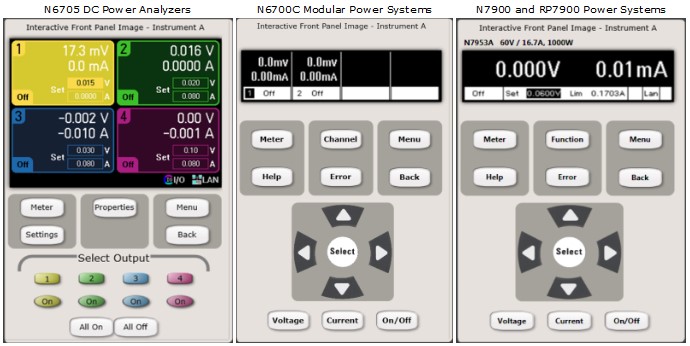 N6705 DC Power Analyzers
Interactive Front Panel Image - Instrument A
1 17.3 mV 2 0.016 V
0.0 mA 0.0000 A
Set 0.015 V Set 0.020 V
Off 0.0000 A Off 0.080 A
3 -0.002 V 4 0.00 V
-0.010 A -0.001 A
Set 0.030 V Set 0.10 V
Off 0.080 A Off 0.080 A
I/O LAN
Meter Properties Menu
Settings Back
Select Output
1 2 3 4
On On On On
All On All Off
N6700C Modular Power Systems
Interactive Front Panel Image - Instrument A
0.0mV 0.0mV
0.00mA 0.00mA
1 Off 2 Off
Meter Channel Menu
Help Error Back
Select
Voltage Current On/Off
N7900 and RP7900 Power Systems
Interactive Front Panel Image - Instrument A
N7953A 60V / 16.7A, 1000W
0.000V 0.01mA
Off Set 0.0600V Lim 0.1703A Lan
Meter Function Menu
Help Error Back
Select
Voltage Current On/Off